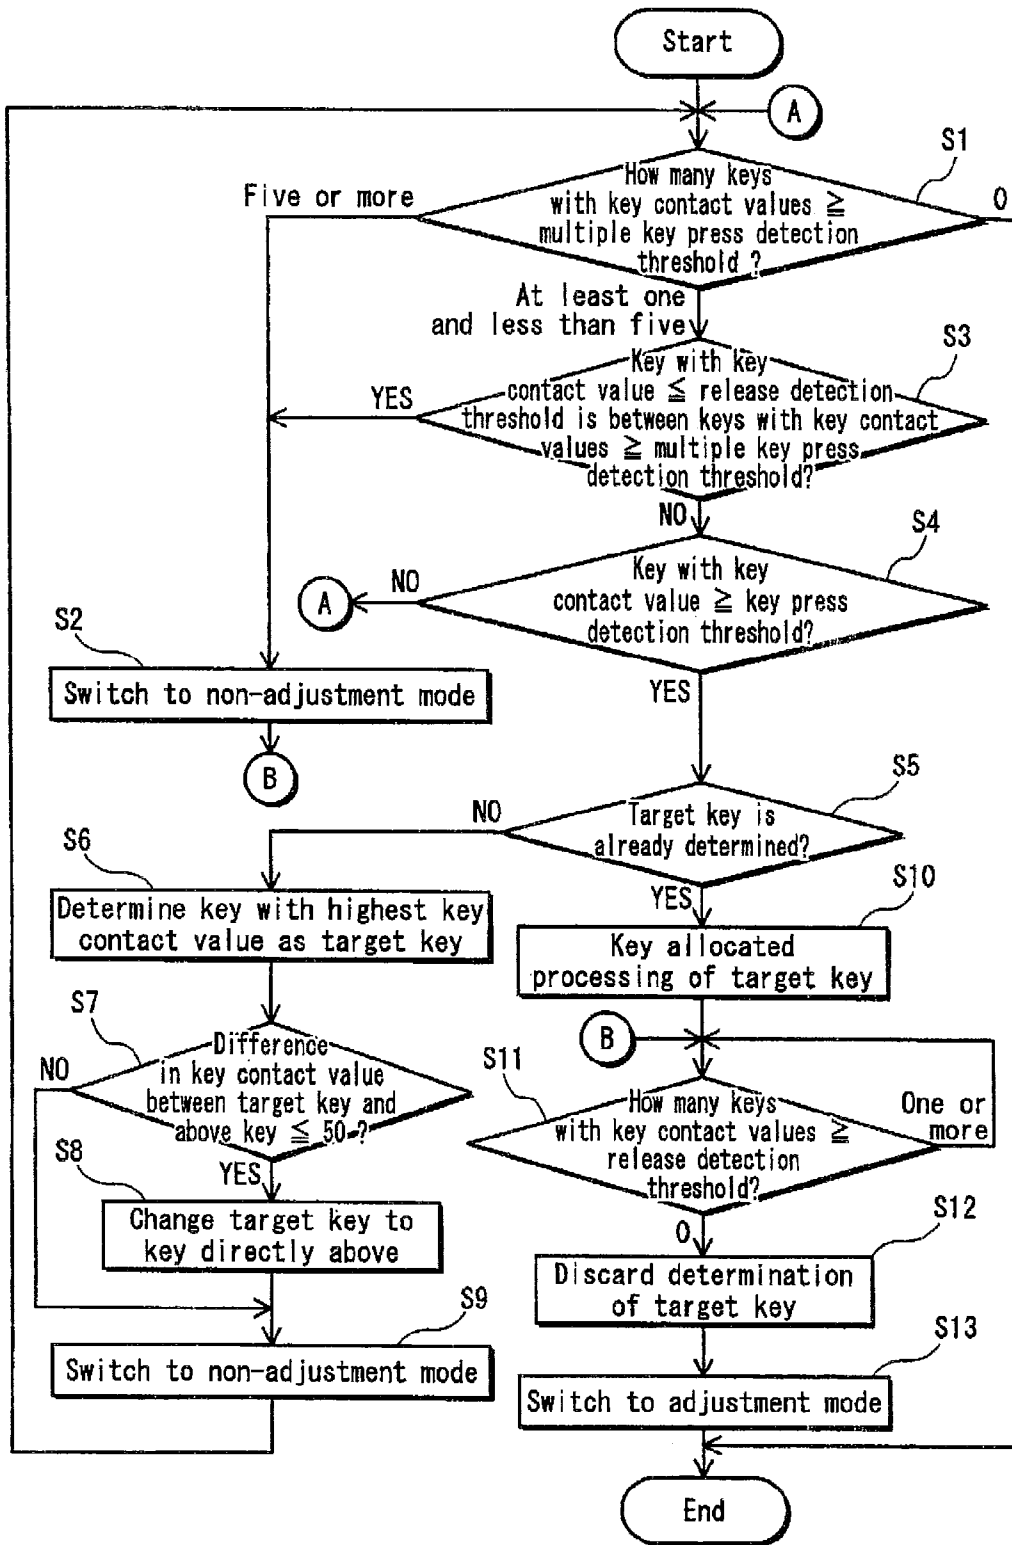 Start
A
S1
How many keys
with key contact values ≧
multiple key press detection
threshold ?
Five or more
0
At least one
and less than five
S3
Key with key
contact value ≦ release detection
threshold is between keys with key contact
values ≧ multiple key press
detection threshold?
YES
NO
S4
Key with key
contact value ≧ key press
detection threshold?
NO
A
YES
S2
Switch to non-adjustment mode
B
S5
Target key is
already determined?
NO
YES
S6
Determine key with highest key
contact value as target key
S10
Key allocated
processing of target key
S7
Difference
in key contact value
between target key and
above key ≦ 50 ?
NO
YES
B
S11
How many keys
with key contact values ≧
release detection
threshold?
One or
more
0
S8
Change target key to
key directly above
S12
Discard determination
of target key
S9
Switch to non-adjustment mode
S13
Switch to adjustment mode
End